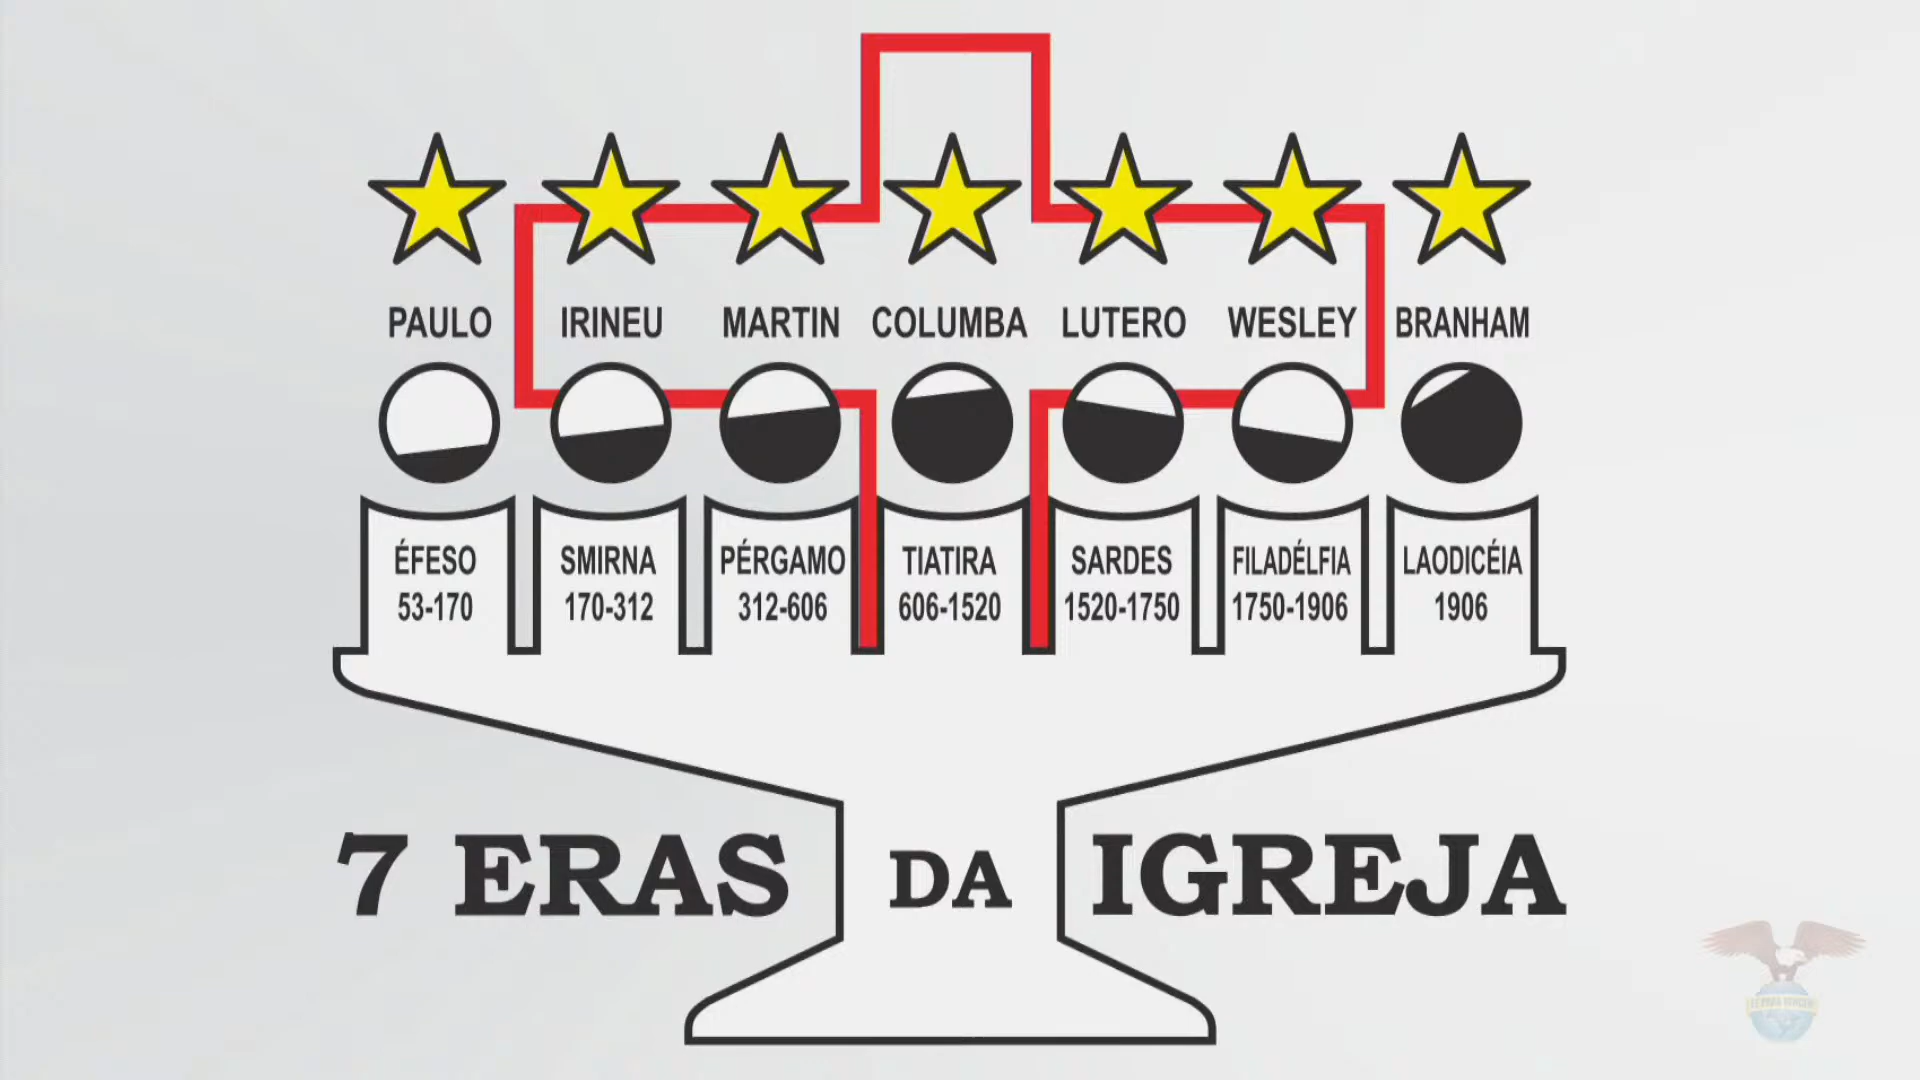 PAULO IRINEU MARTIN COLUMBA LUTERO WESLEY BRANHAM
ÉFESO SMIRNA PÉRGAMO TIATIRA SARDES FILADÉLFIA LAODICÉIA
53-170 170-312 312-606 606-1520 1520-1750 1750-1906 1906
7 ERAS DA IGREJA